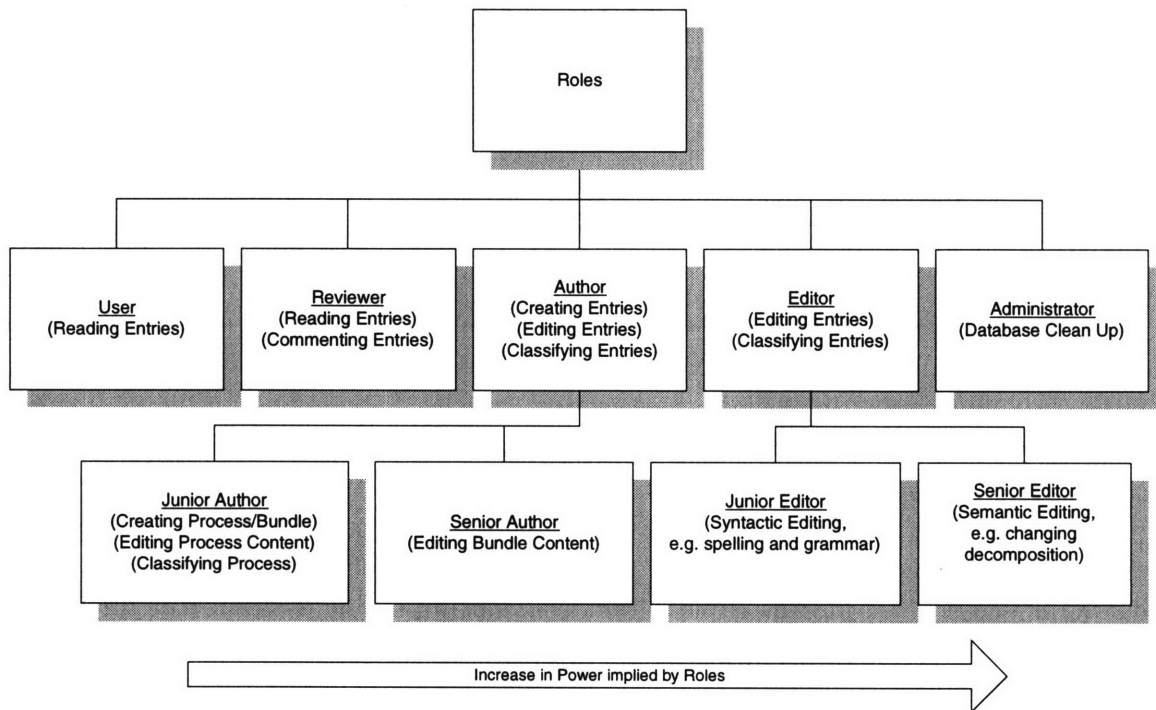 Roles
User
(Reading Entries)
Reviewer
(Reading Entries)
(Commenting Entries)
Author
(Creating Entries)
(Editing Entries)
(Classifying Entries)
Editor
(Editing Entries)
(Classifying Entries)
Administrator
(Database Clean Up)
Junior Author
(Creating Process/Bundle)
(Editing Process Content)
(Classifying Process)
Senior Author
(Editing Bundle Content)
Junior Editor
(Syntactic Editing,
e.g. spelling and grammar)
Senior Editor
(Semantic Editing,
e.g. changing
decomposition)
Increase in Power implied by Roles